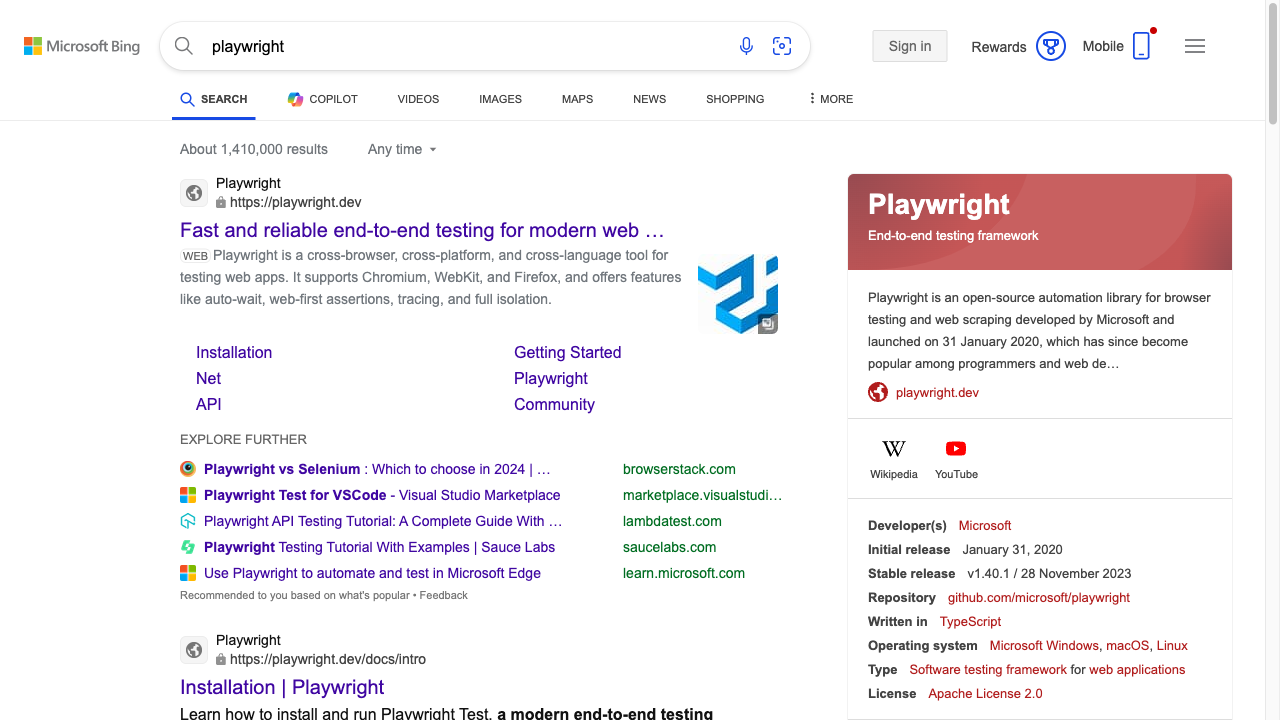 Microsoft Bing
playwright
Sign in
Rewards
Mobile
SEARCH
COPILOT
VIDEOS
IMAGES
MAPS
NEWS
SHOPPING
MORE
About 1,410,000 results
Any time
Playwright
https://playwright.dev
Fast and reliable end-to-end testing for modern web …
WEB Playwright is a cross-browser, cross-platform, and cross-language tool for
testing web apps. It supports Chromium, WebKit, and Firefox, and offers features
like auto-wait, web-first assertions, tracing, and full isolation.
Installation
Getting Started
Net
Playwright
API
Community
EXPLORE FURTHER
Playwright vs Selenium : Which to choose in 2024 | …
browserstack.com
Playwright Test for VSCode - Visual Studio Marketplace
marketplace.visualstudi…
Playwright API Testing Tutorial: A Complete Guide With …
lambdatest.com
Playwright Testing Tutorial With Examples | Sauce Labs
saucelabs.com
Use Playwright to automate and test in Microsoft Edge
learn.microsoft.com
Recommended to you based on what's popular • Feedback
Playwright
https://playwright.dev/docs/intro
Installation | Playwright
Learn how to install and run Playwright Test, a modern end-to-end testing
Playwright
End-to-end testing framework
Playwright is an open-source automation library for browser
testing and web scraping developed by Microsoft and
launched on 31 January 2020, which has since become
popular among programmers and web de…
playwright.dev
W
Wikipedia
YouTube
Developer(s) Microsoft
Initial release January 31, 2020
Stable release v1.40.1 / 28 November 2023
Repository github.com/microsoft/playwright
Written in TypeScript
Operating system Microsoft Windows, macOS, Linux
Type Software testing framework for web applications
License Apache License 2.0